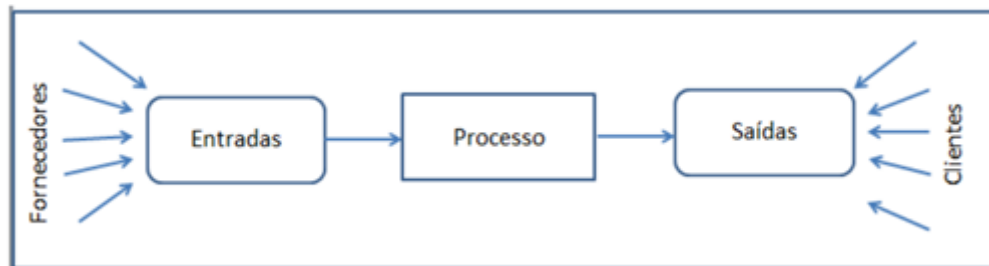 Fornecedores
Entradas
Processo
Saídas
Clientes